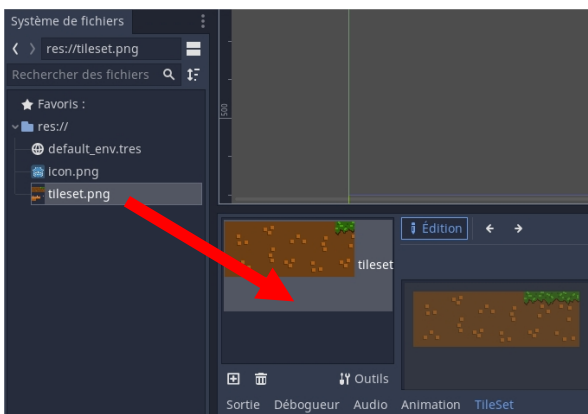 Système de fichiers
res://tileset.png
Rechercher des fichiers
Favoris :
res://
default_env.tres
icon.png
tileset.png
500
tileset
Édition
Outils
Sortie Débogueur Audio Animation TileSet